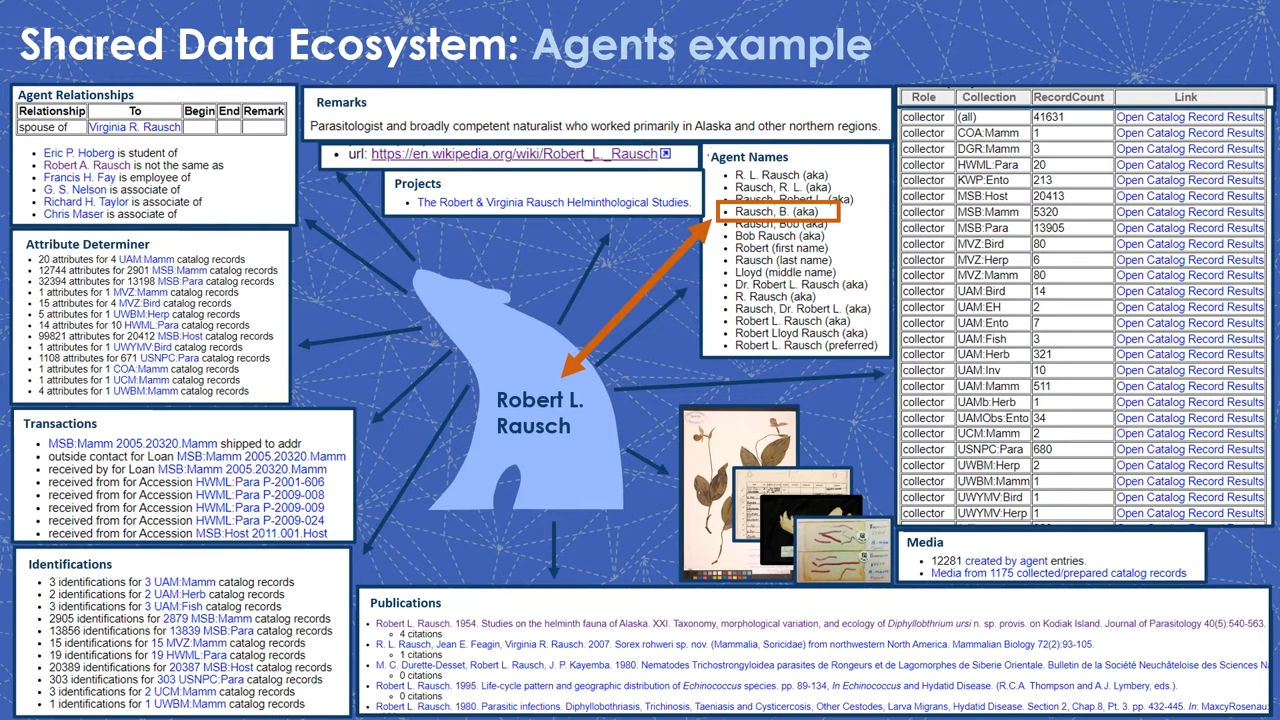 Shared Data Ecosystem: Agents example
Agent Relationships
Relationship To Begin End Remark
spouse of Virginia R. Rausch
Eric P. Hoberg is student of
Robert A. Rausch is not the same as
Francis H. Fay is employee of
G. S. Nelson is associate of
Richard H. Taylor is associate of
Chris Maser is associate of
Attribute Determiner
20 attributes for 4 UAM:Mamm catalog records
12744 attributes for 2901 MSB:Mamm catalog records
32394 attributes for 13198 MSB:Para catalog records
1 attributes for 1 MVZ:Mamm catalog records
15 attributes for 4 MVZ:Bird catalog records
5 attributes for 1 UWBM:Herp catalog records
14 attributes for 10 HWML:Para catalog records
99821 attributes for 20412 MSB:Host catalog records
1 attributes for 1 UWYMV:Bird catalog records
1108 attributes for 671 USNPC:Para catalog records
1 attributes for 1 COA:Mamm catalog records
1 attributes for 1 UCM:Mamm catalog records
4 attributes for 1 UWBM:Mamm catalog records
Transactions
MSB:Mamm 2005.20320.Mamm shipped to addr
outside contact for Loan MSB:Mamm 2005.20320.Mamm
received by for Loan MSB:Mamm 2005.20320.Mamm
received from for Accession HWML:Para P-2001-606
received from for Accession HWML:Para P-2009-008
received from for Accession HWML:Para P-2009-009
received from for Accession HWML:Para P-2009-024
received from for Accession MSB:Host 2011.001.Host
Identifications
3 identifications for 3 UAM:Mamm catalog records
2 identifications for 2 UAM:Herb catalog records
3 identifications for 3 UAM:Fish catalog records
2905 identifications for 2879 MSB:Mamm catalog records
13856 identifications for 13839 MSB:Para catalog records
15 identifications for 15 MVZ:Mamm catalog records
19 identifications for 19 HWML:Para catalog records
20389 identifications for 20387 MSB:Host catalog records
303 identifications for 303 USNPC:Para catalog records
3 identifications for 2 UCM:Mamm catalog records
1 identifications for 1 UWBM:Mamm catalog records
Remarks
Parasitologist and broadly competent naturalist who worked primarily in Alaska and other northern regions.
url: https://en.wikipedia.org/wiki/Robert_L._Rausch
Projects
The Robert & Virginia Rausch Helminthological Studies.
Agent Names
R. L. Rausch (aka)
Rausch, R. L. (aka)
Rausch, Robert L. (aka)
Rausch, B. (aka)
Rausch, Bob (aka)
Bob Rausch (aka)
Robert (first name)
Rausch (last name)
Lloyd (middle name)
Dr. Robert L. Rausch (aka)
R. Rausch (aka)
Rausch, Dr. Robert L. (aka)
Robert L. Rausch (aka)
Robert Lloyd Rausch (aka)
Robert L. Rausch (preferred)
Robert L.
Rausch
Role Collection RecordCount Link
collector (all) 41631 Open Catalog Record Results
collector COA:Mamm 1 Open Catalog Record Results
collector DGR:Mamm 3 Open Catalog Record Results
collector HWML:Para 20 Open Catalog Record Results
collector KWP:Ento 213 Open Catalog Record Results
collector MSB:Host 20413 Open Catalog Record Results
collector MSB:Mamm 5320 Open Catalog Record Results
collector MSB:Para 13905 Open Catalog Record Results
collector MVZ:Bird 80 Open Catalog Record Results
collector MVZ:Herp 6 Open Catalog Record Results
collector MVZ:Mamm 80 Open Catalog Record Results
collector UAM:Bird 14 Open Catalog Record Results
collector UAM:EH 2 Open Catalog Record Results
collector UAM:Ento 7 Open Catalog Record Results
collector UAM:Fish 3 Open Catalog Record Results
collector UAM:Herb 321 Open Catalog Record Results
collector UAM:Inv 10 Open Catalog Record Results
collector UAM:Mamm 511 Open Catalog Record Results
collector UAMb:Herb 1 Open Catalog Record Results
collector UAMObs:Ento 34 Open Catalog Record Results
collector UCM:Mamm 2 Open Catalog Record Results
collector USNPC:Para 680 Open Catalog Record Results
collector UWBM:Herp 2 Open Catalog Record Results
collector UWBM:Mamm 1 Open Catalog Record Results
collector UWYMV:Bird 1 Open Catalog Record Results
collector UWYMV:Herp 1 Open Catalog Record Results
Media
12281 created by agent entries.
Media from 1175 collected/prepared catalog records
Publications
Robert L. Rausch. 1954. Studies on the helminth fauna of Alaska. XXI. Taxonomy, morphological variation, and ecology of Diphyllobthrium ursi n. sp. provis. on Kodiak Island. Journal of Parasitology 40(5):540-563.
4 citations
R. L. Rausch, Jean E. Feagin, Virginia R. Rausch. 2007. Sorex rohweri sp. nov. (Mammalia, Soricidae) from northwestern North America. Mammalian Biology 72(2):93-105.
1 citations
M. C. Durette-Desset, Robert L. Rausch, J. P. Kayemba. 1980. Nematodes Trichostrongyloidea parasites de Rongeurs et de Lagomorphes de Siberie Orientale. Bulletin de la Société Neuchâteloise des Sciences Na
0 citations
Robert L. Rausch. 1995. Life-cycle pattern and geographic distribution of Echinococcus species. pp. 89-134, In Echinococcus and Hydatid Disease. (R.C.A. Thompson and A.J. Lymbery, eds.).
0 citations
Robert L. Rausch. 1980. Parasitic infections. Diphyllobothriasis, Trichinosis, Taeniasis and Cysticercosis, Other Cestodes, Larva Migrans, Hydatid Disease. Section 2, Chap.8, Pt. 3. pp. 432-445. In: MaxcyRosenau